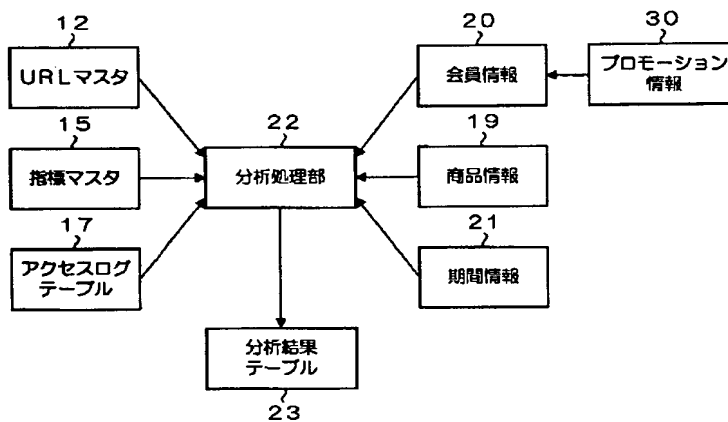 12
URLマスタ
20
会員情報
30
プロモーション
情報
15
指標マスタ
22
分析処理部
19
商品情報
17
アクセスログ
テーブル
21
期間情報
分析結果
テーブル
23